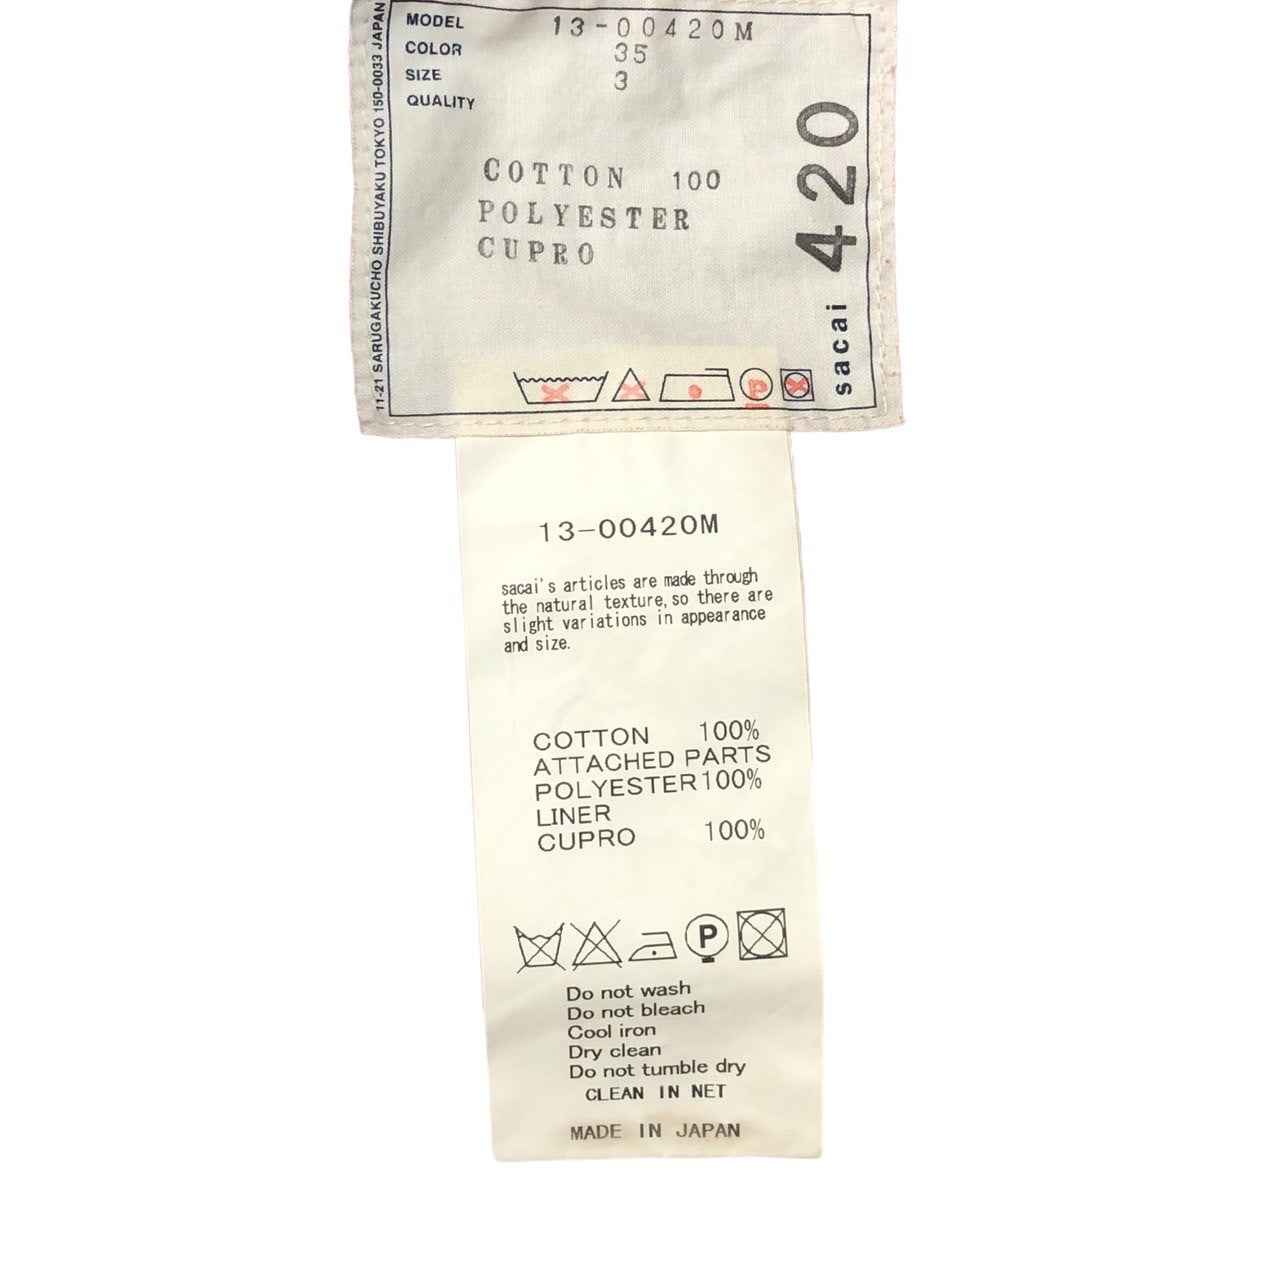 11-21 SARUGAKUCHO SHIBUYAKU TOKYO 150-0033 JAPAN
MODEL 13-00420M
COLOR 35
SIZE 3
QUALITY
COTTON 100
POLYESTER
CUPRO
sacai 420
P
13-00420M
sacai's articles are made through
the natural texture, so there are
slight variations in appearance
and size.
COTTON 100%
ATTACHED PARTS
POLYESTER 100%
LINER
CUPRO 100%
P
Do not wash
Do not bleach
Cool iron
Dry clean
Do not tumble dry
CLEAN IN NET
MADE IN JAPAN